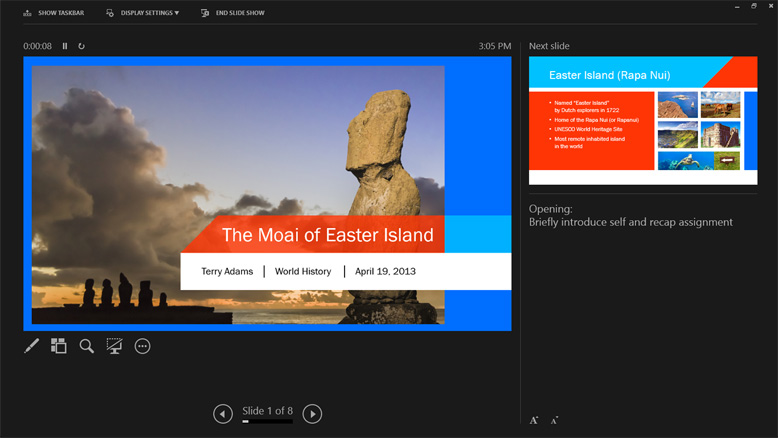 SHOW TASKBAR
DISPLAY SETTINGS ▼
END SLIDE SHOW
0:00:08
3:05 PM
The Moai of Easter Island
Terry Adams | World History | April 19, 2013
Slide 1 of 8
Next slide
Easter Island (Rapa Nui)
• Named "Easter Island"
by Dutch explorers in 1722
• Home of the Rapa Nui (or Rapanui)
• UNESCO World Heritage Site
• Most remote inhabited island
in the world
Opening:
Briefly introduce self and recap assignment
A A